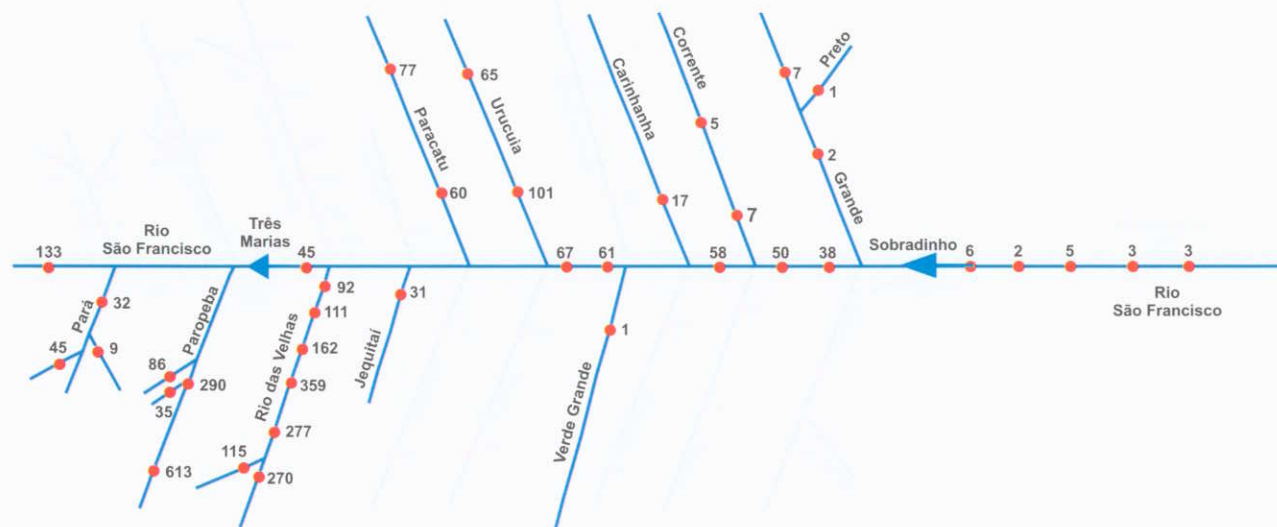 77
65
Paracatu
Urucuia
60
101
Carinhanha
17
Corrente
5
7
7
Preto
1
2
Grande
Rio
São Francisco
133
Três
Marias
45
67
61
58
50
38
Sobradinho
6
2
5
3
3
Rio
São Francisco
Pará
32
45
9
Paropeba
86
290
35
613
Rio das Velhas
92
111
162
359
277
115
270
Jequitaí
31
Verde Grande
1